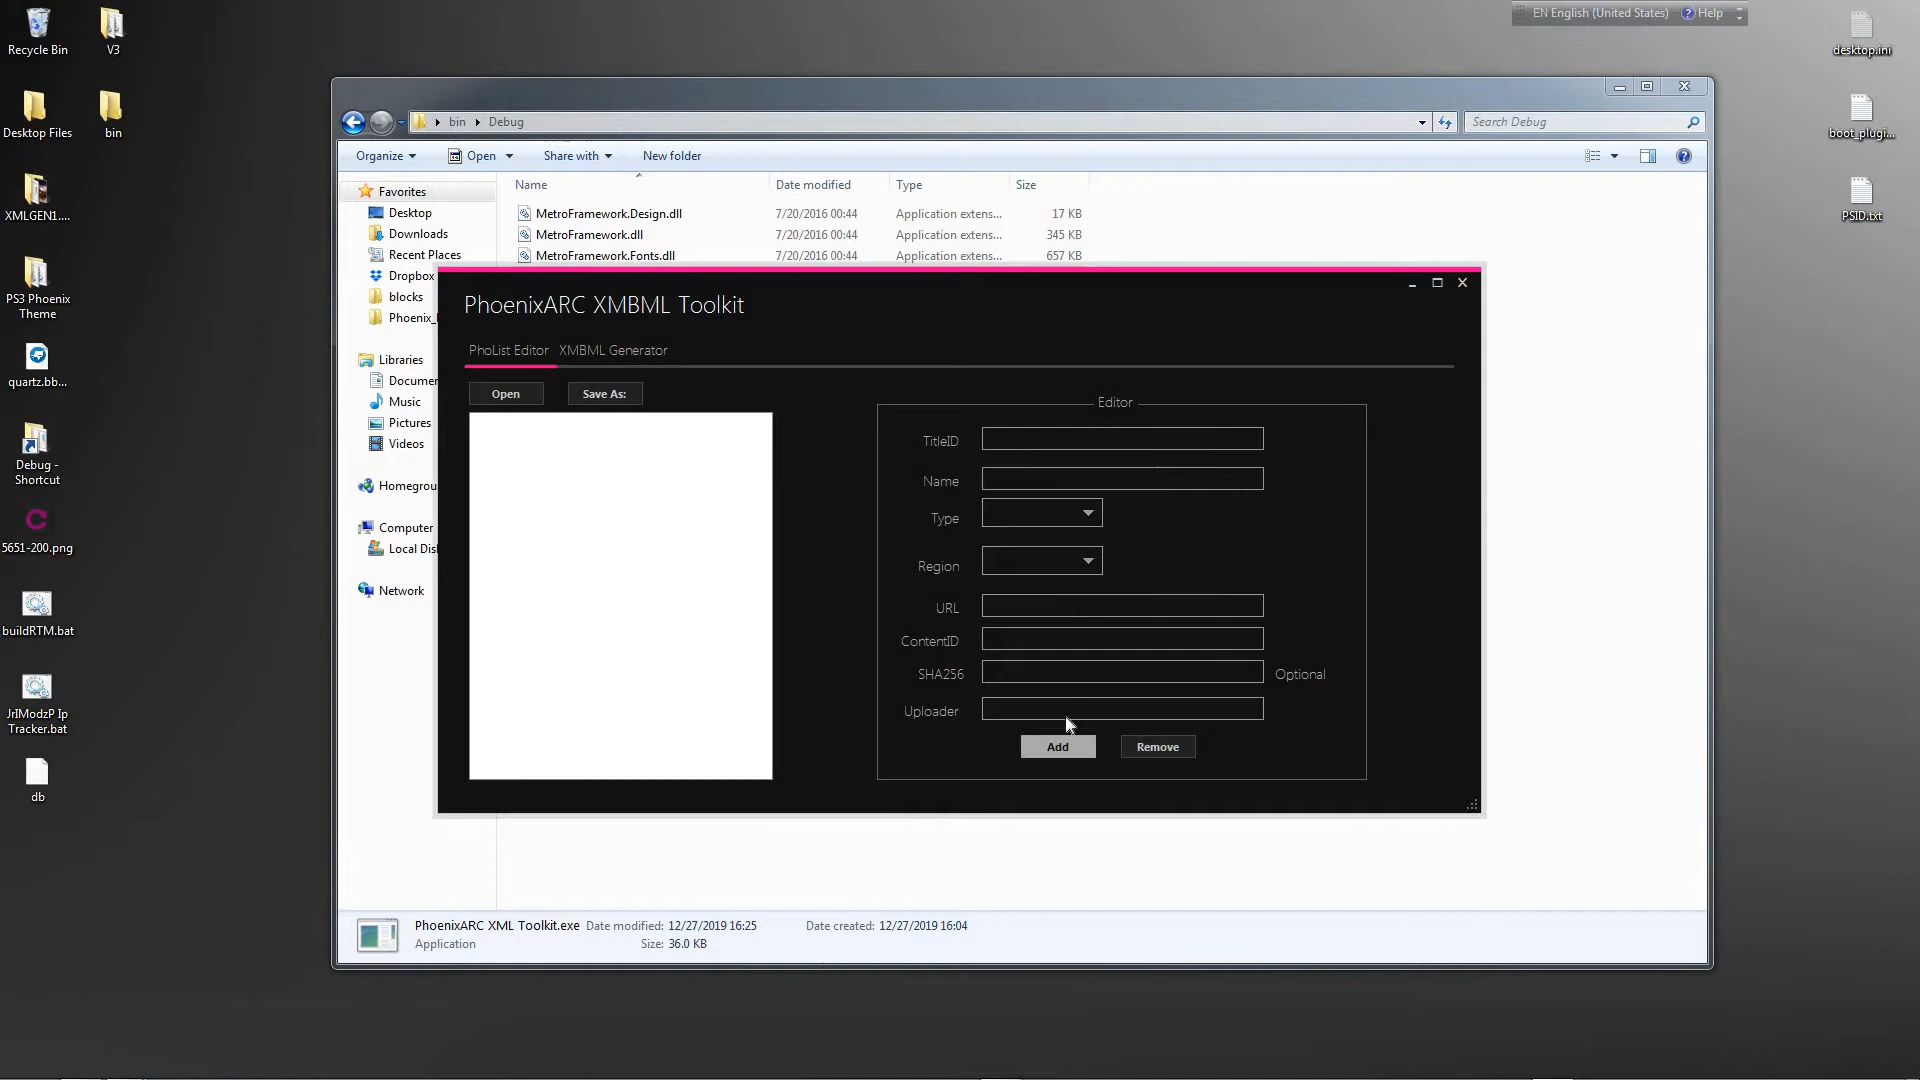 EN English (United States)
Help
Recycle Bin
V3
Desktop Files
bin
XMLGEN1....
PS3 Phoenix
Theme
quartz.bb...
Debug -
Shortcut
5651-200.png
buildRTM.bat
JrIModzP Ip
Tracker.bat
db
desktop.ini
boot_plugi...
PSID.txt
bin
Debug
Search Debug
Organize
Open
Share with
New folder
Name
Date modified
Type
Size
MetroFramework.Design.dll
7/20/2016 00:44
Application extens...
17 KB
MetroFramework.dll
7/20/2016 00:44
Application extens...
345 KB
MetroFramework.Fonts.dll
7/20/2016 00:44
Application extens...
657 KB
Favorites
Desktop
Downloads
Recent Places
Dropbox
blocks
Phoenix_
Libraries
Documen
Music
Pictures
Videos
Homegrou
Computer
Local Dis
Network
PhoenixARC XMBML Toolkit
PhoList Editor
XMBML Generator
Open
Save As:
Editor
TitleID
Name
Type
Region
URL
ContentID
SHA256
Optional
Uploader
Add
Remove
PhoenixARC XML Toolkit.exe
Date modified: 12/27/2019 16:25
Date created: 12/27/2019 16:04
Application
Size: 36.0 KB